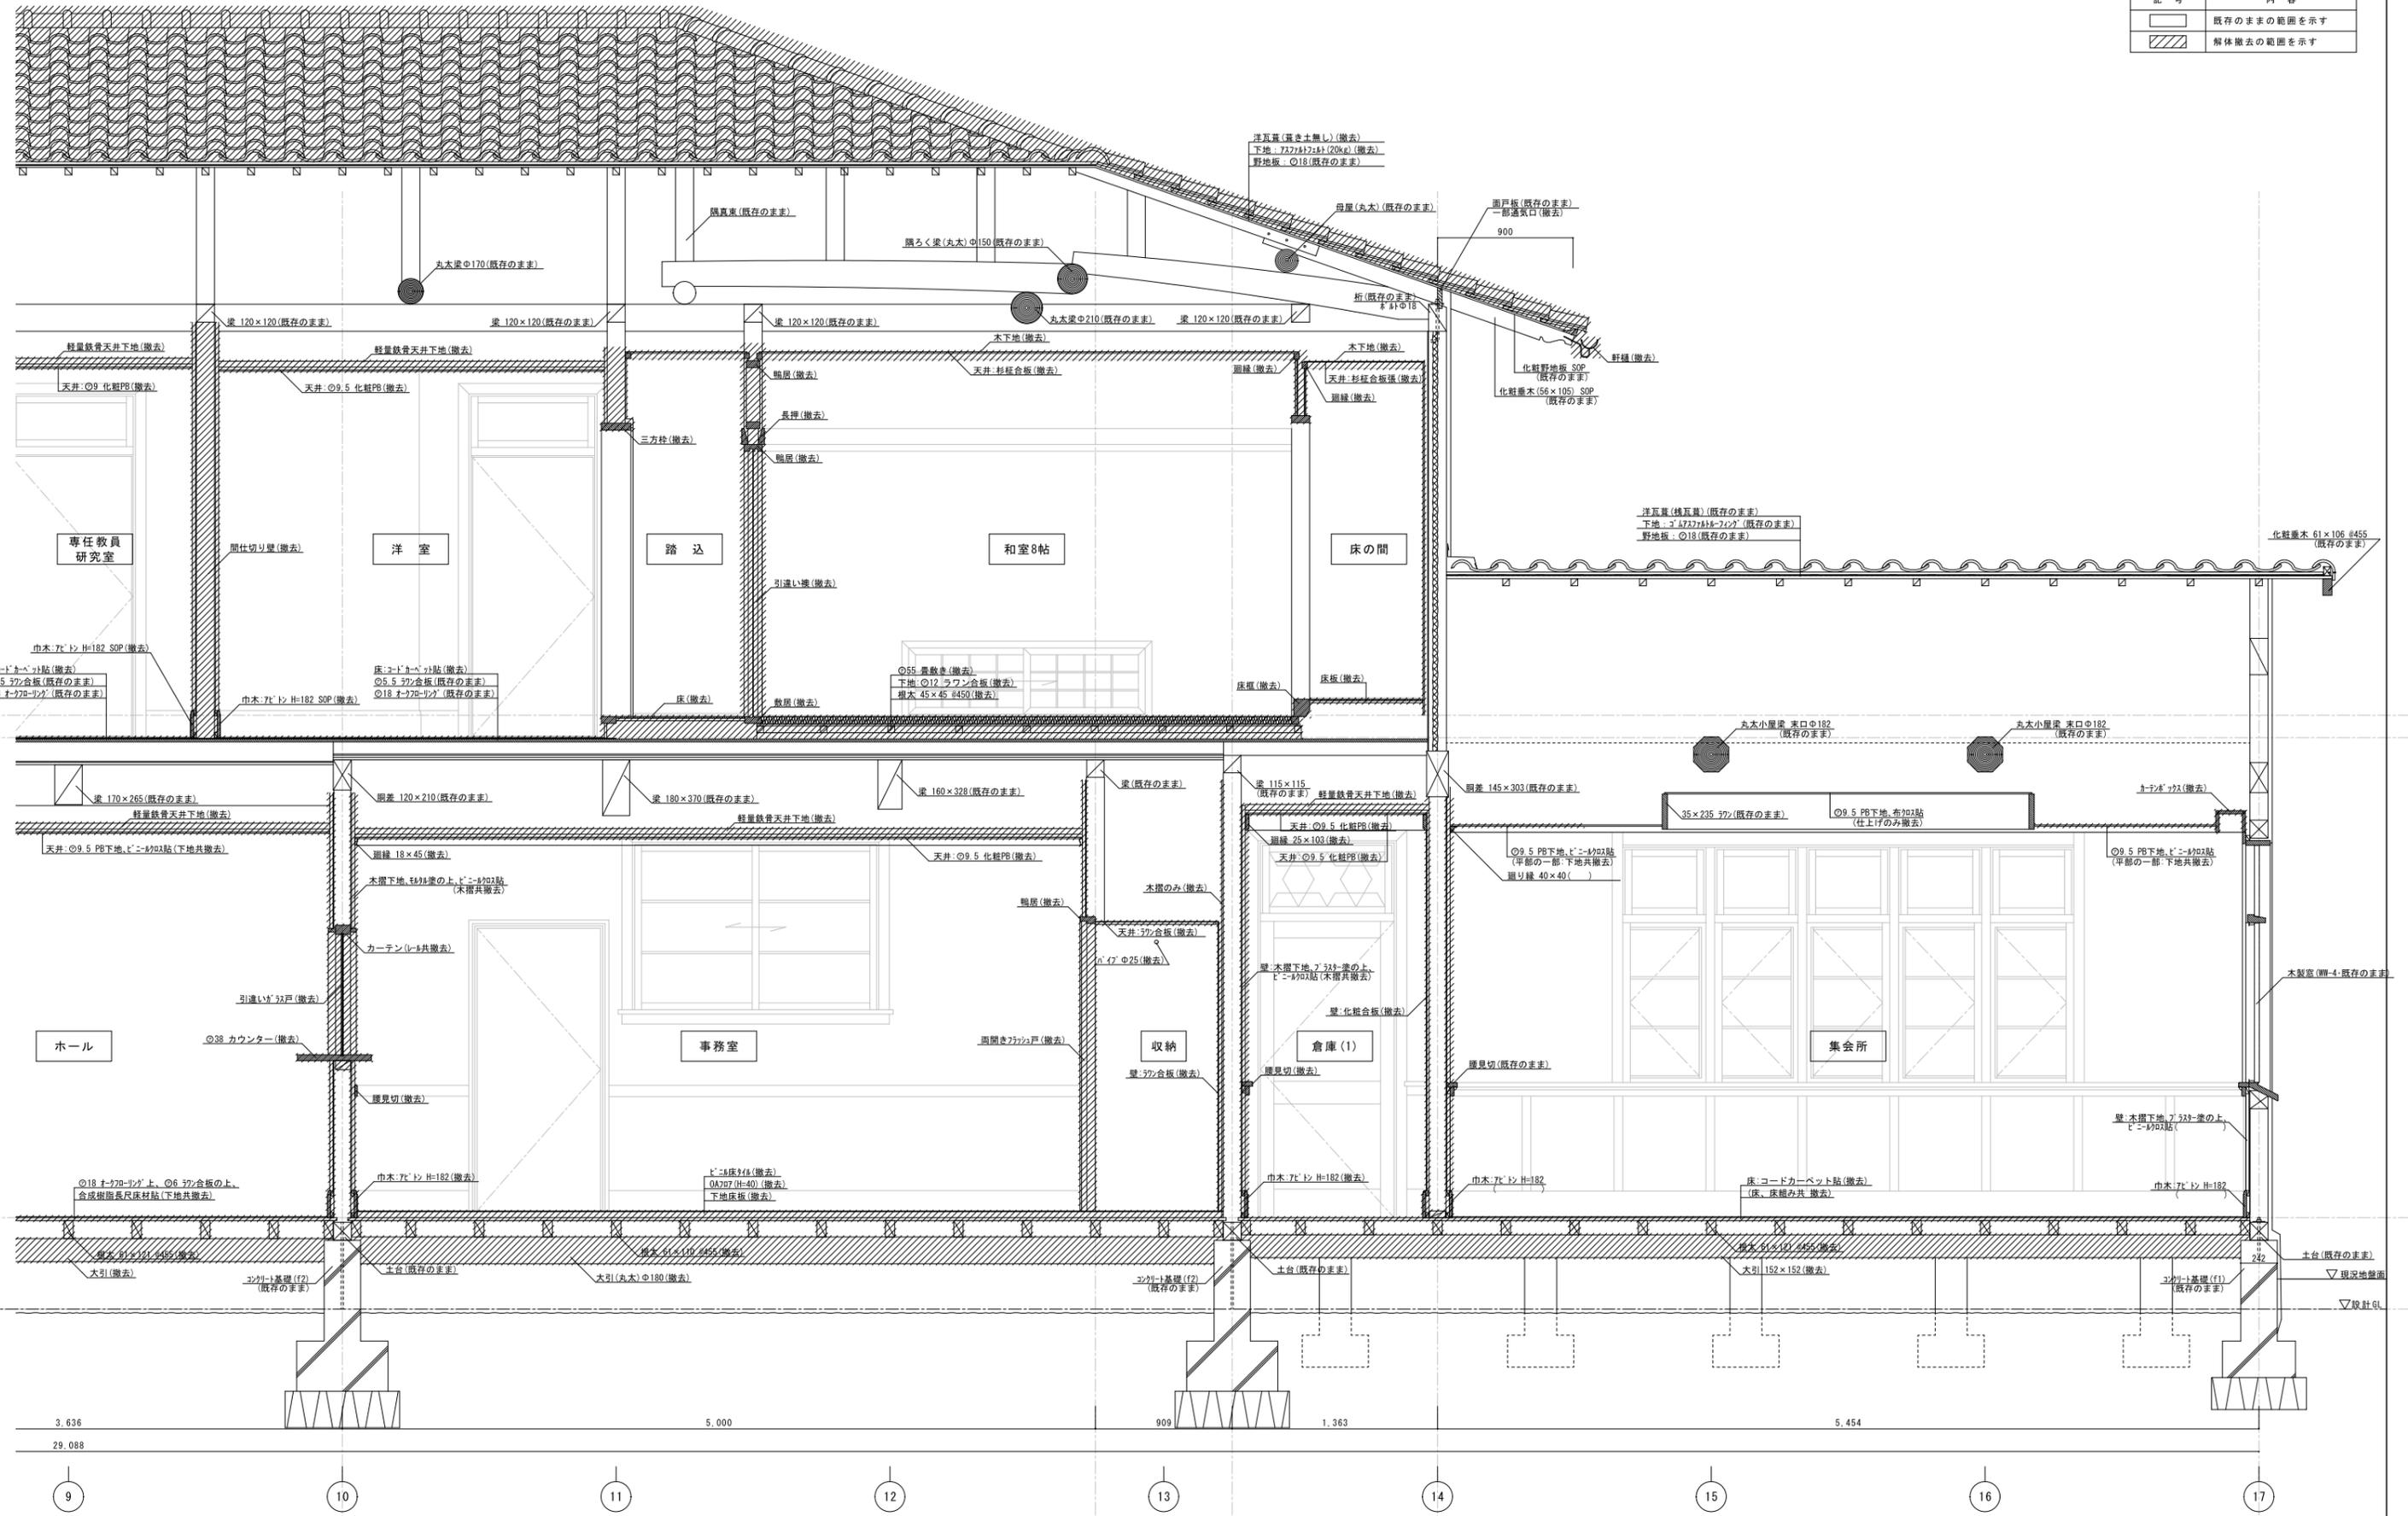 記 号 内 容
既存のままの範囲を示す
解体撤去の範囲を示す
洋瓦葺(葺き土無し)(撤去)
下地：アスファルトフェルト(20kg)(撤去)
野地板：⌀18(既存のまま)
隅真束(既存のまま)
母屋(丸太)(既存のまま)
面戸板(既存のまま)
一部通気口(撤去)
900
隅ろく梁(丸太)Φ150(既存のまま)
丸太梁Φ170(既存のまま)
桁(既存のまま)
ボルトΦ18
梁 120×120(既存のまま)
梁 120×120(既存のまま)
梁 120×120(既存のまま)
丸太梁Φ210(既存のまま)
梁 120×120(既存のまま)
軽量鉄骨天井下地(撤去)
軽量鉄骨天井下地(撤去)
木下地(撤去)
木下地(撤去)
軒樋(撤去)
天井:⌀9 化粧PB(撤去)
天井:⌀9.5 化粧PB(撤去)
鴨居(撤去)
天井:杉柾合板(撤去)
廻縁(撤去)
天井:杉柾合板張(撤去)
廻縁(撤去)
化粧野地板 SOP
(既存のまま)
化粧垂木(56×105) SOP
(既存のまま)
長押(撤去)
三方枠(撤去)
鴨居(撤去)
洋瓦葺(桟瓦葺)(既存のまま)
下地：ゴムアスファルトルーフィング(既存のまま)
野地板：⌀18(既存のまま)
化粧垂木 61×106 @455
(既存のまま)
専任教員
研究室
間仕切り壁(撤去)
洋 室
踏 込
和室8帖
床の間
引違い襖(撤去)
巾木:アピトン H=182 SOP(撤去)
ードカーペット貼(撤去)
5 ラワン合板(既存のまま)
オークフローリング(既存のまま)
床:コードカーペット貼(撤去)
⌀5.5 ラワン合板(既存のまま)
⌀18 オークフローリング(既存のまま)
巾木:アピトン H=182 SOP(撤去)
床(撤去)
敷居(撤去)
⌀55 畳敷き(撤去)
下地:⌀12 ラワン合板(撤去)
根太 45×45 @450(撤去)
床框(撤去)
床板(撤去)
丸太小屋梁 末口Φ182
(既存のまま)
丸太小屋梁 末口Φ182
(既存のまま)
梁 170×265(既存のまま)
胴差 120×210(既存のまま)
梁 180×370(既存のまま)
梁 160×328(既存のまま)
梁(既存のまま)
梁 115×115
(既存のまま)
胴差 145×303(既存のまま)
カーテンボックス(撤去)
軽量鉄骨天井下地(撤去)
軽量鉄骨天井下地(撤去)
軽量鉄骨天井下地(撤去)
35×235 ラワン(既存のまま)
⌀9.5 PB下地、布クロス貼
(仕上げのみ撤去)
天井:⌀9.5 PB下地、ビニールクロス貼(下地共撤去)
廻縁 18×45(撤去)
天井:⌀9.5 化粧PB(撤去)
天井:⌀9.5 化粧PB(撤去)
廻縁 25×103(撤去)
天井:⌀9.5 化粧PB(撤去)
⌀9.5 PB下地、ビニールクロス貼
(平部の一部:下地共撤去)
廻り縁 40×40( )
⌀9.5 PB下地、ビニールクロス貼
(平部の一部:下地共撤去)
木摺下地、モルタル塗の上、ビニールクロス貼
(木摺共撤去)
木摺のみ(撤去)
鴨居(撤去)
天井:ラワン合板(撤去)
カーテン(レール共撤去)
パイプΦ25(撤去)
壁:木摺下地、プラスター塗の上、
ビニールクロス貼(木摺共撤去)
木製窓(WW-4・既存のまま)
引違いガラス戸(撤去)
壁:化粧合板(撤去)
ホール
⌀38 カウンター(撤去)
事務室
両開きフラッシュ戸(撤去)
収納
倉庫(1)
集会所
腰見切(撤去)
壁:ラワン合板(撤去)
腰見切(撤去)
腰見切(既存のまま)
壁:木摺下地、プラスター塗の上、
ビニールクロス貼( )
⌀18 オークフローリング上、⌀6 ラワン合板の上、
合成樹脂長尺床材貼(下地共撤去)
巾木:アピトン H=182(撤去)
ビニル床タイル(撤去)
OAフロア(H=40)(撤去)
下地床板(撤去)
巾木:アピトン H=182(撤去)
巾木:アピトン H=182
( )
床:コードカーペット貼(撤去)
(床、床組み共 撤去)
巾木:アピトン H=182
( )
根太 61×121 @455(撤去)
大引(撤去)
コンクリート基礎(f2)
(既存のまま)
土台(既存のまま)
根太 61×110 @455(撤去)
大引(丸太)Φ180(撤去)
コンクリート基礎(f2)
(既存のまま)
土台(既存のまま)
根太 61×121 @455(撤去)
大引 152×152(撤去)
242
土台(既存のまま)
コンクリート基礎(f1)
(既存のまま)
▽現況地盤面
▽設計GL
3,636 5,000 909 1,363 5,454
29,088
9 10 11 12 13 14 15 16 17